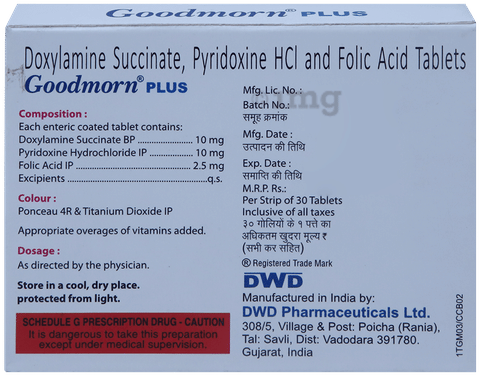 Goodmorn® PLUS
Doxylamine Succinate, Pyridoxine HCl and Folic Acid Tablets
Goodmorn® PLUS
Composition :
Each enteric coated tablet contains:
Doxylamine Succinate BP ........................ 10 mg
Pyridoxine Hydrochloride IP .................. 10 mg
Folic Acid IP .......................................... 2.5 mg
Excipients ...............................................q.s.
Colour :
Ponceau 4R & Titanium Dioxide IP
Appropriate overages of vitamins added.
Dosage :
As directed by the physician.
Store in a cool, dry place.
protected from light.
SCHEDULE G PRESCRIPTION DRUG - CAUTION
It is dangerous to take this preparation
except under medical supervision.
Mfg. Lic. No. :
Batch No. :
समूह क्रमांक
Mfg. Date :
उत्पादन की तिथि
Exp. Date :
समाप्ति की तिथि
M.R.P. Rs.:
Per Strip of 30 Tablets
Inclusive of all taxes
३० गोलियों के १ पत्ते का
अधिकतम खुदरा मूल्य ₹
(सभी कर सहित)
® Registered Trade Mark
DWD
Manufactured in India by:
DWD Pharmaceuticals Ltd.
308/5, Village & Post: Poicha (Rania),
Tal: Savli, Dist: Vadodara 391780.
Gujarat, India
1TGM03/CCB02